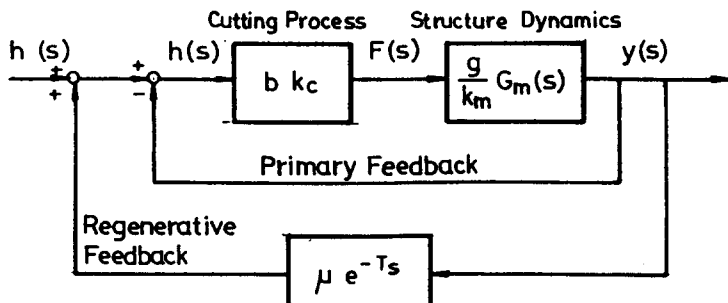 Cutting Process Structure Dynamics
h (s) h(s) F(s) y(s)
+ + + -
b kc
g/km Gm(s)
Primary Feedback
Regenerative
Feedback
μ e^-Ts